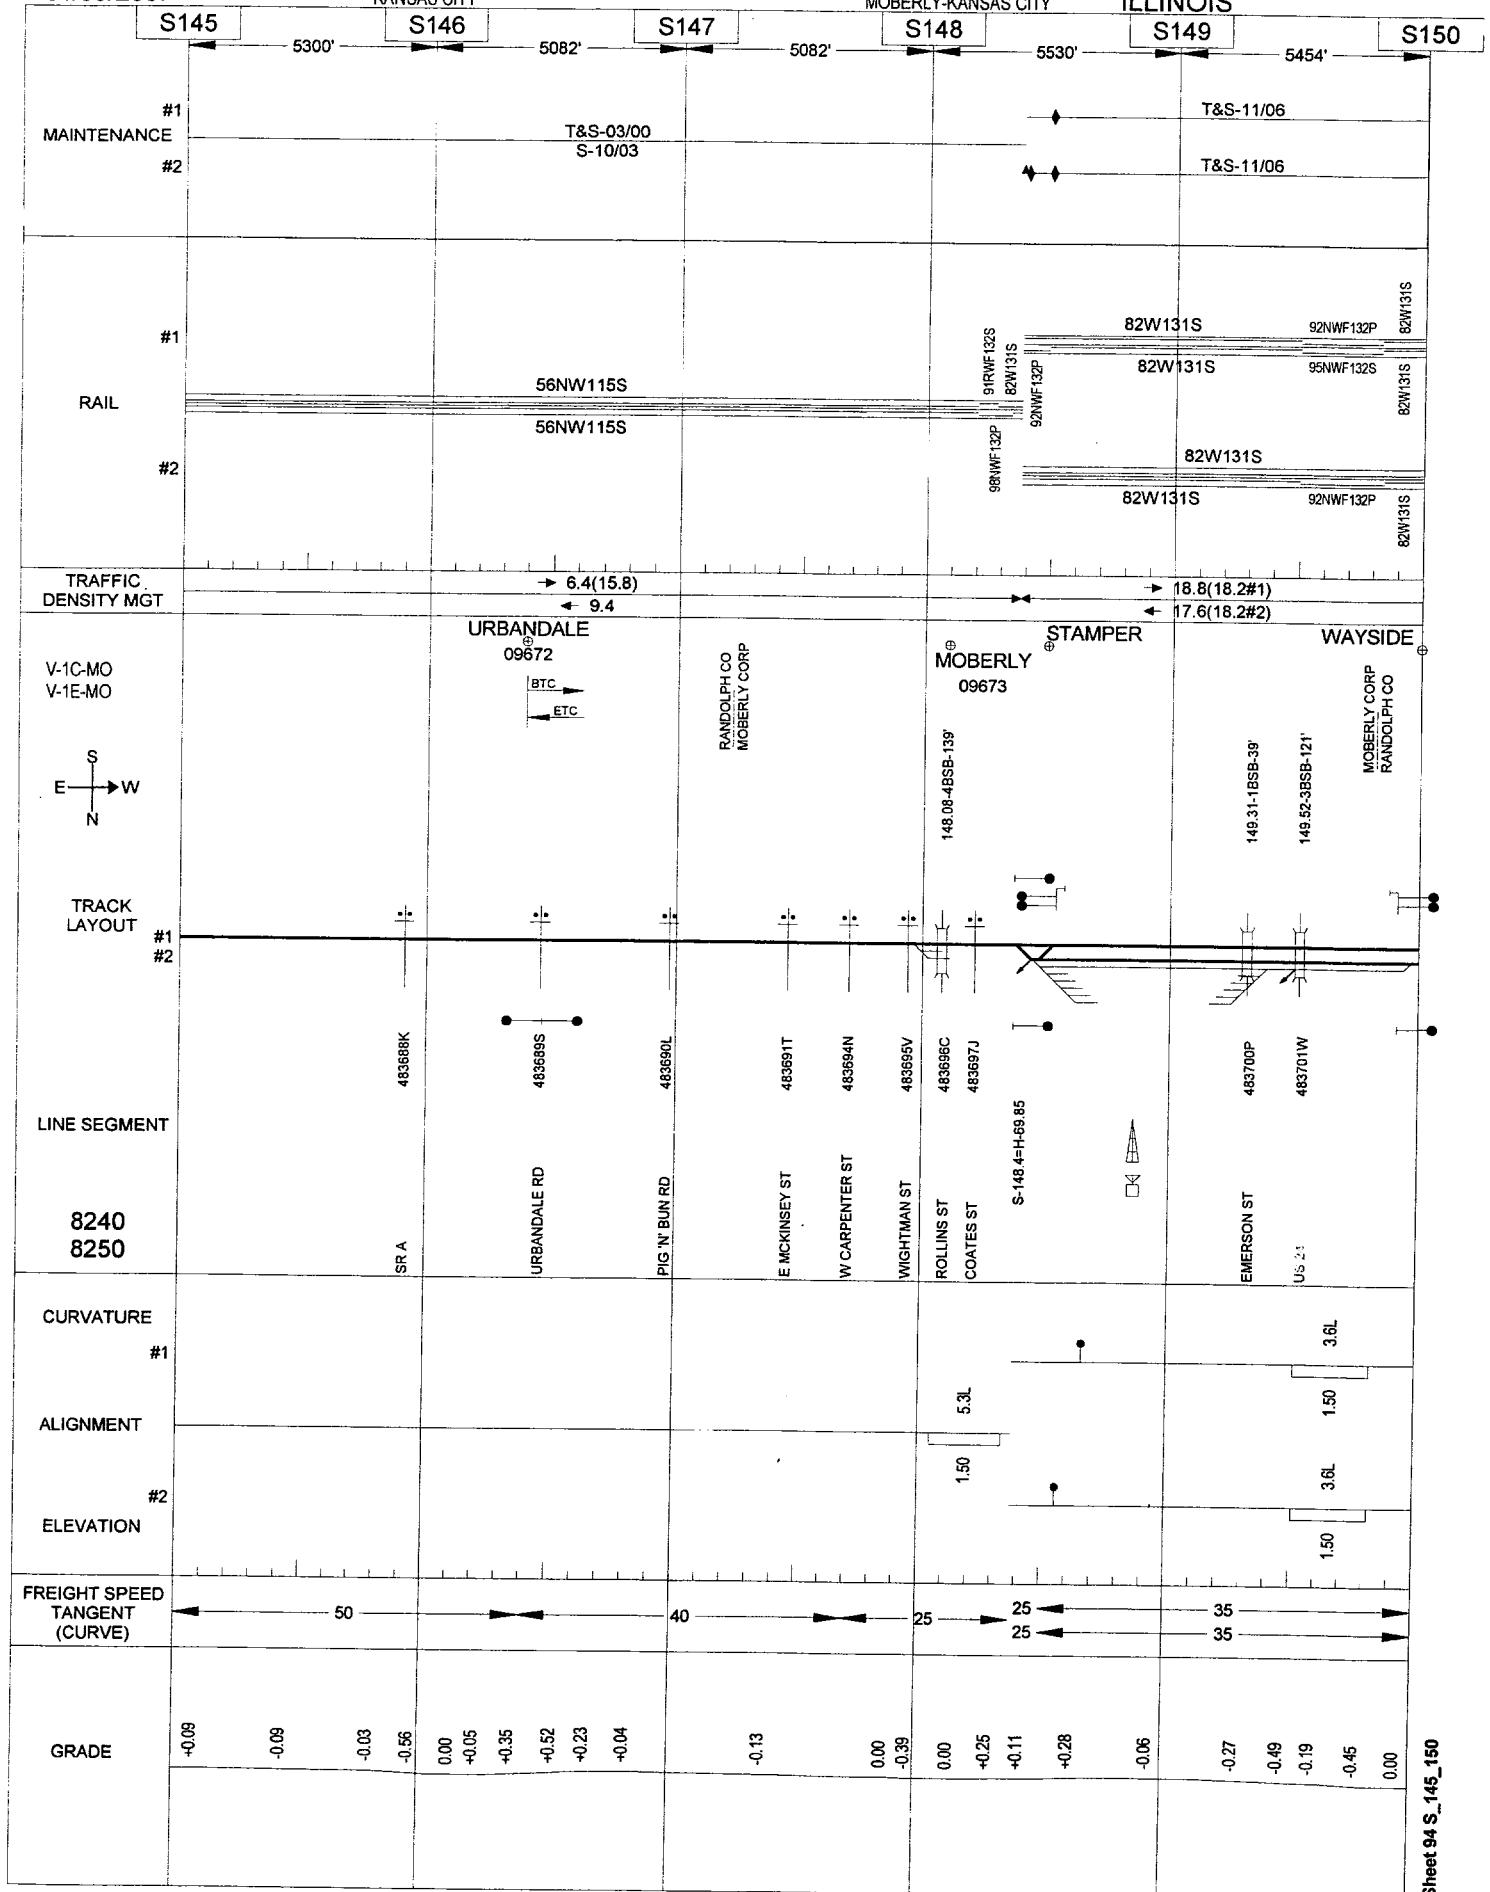 KANSAS CITY
MOBERLY-KANSAS CITY
ILLINOIS
S145
S146
S147
S148
S149
S150
5300'
5082'
5082'
5530'
5454'
MAINTENANCE
#1
#2
T&S-03/00
S-10/03
T&S-11/06
T&S-11/06
RAIL
#1
#2
56NW115S
56NW115S
91RWF132S
82W131S
92NWF132P
98NWF132P
82W131S
82W131S
92NWF132P
95NWF132S
82W131S
82W131S
82W131S
82W131S
92NWF132P
82W131S
TRAFFIC
DENSITY MGT
6.4(15.8)
9.4
18.8(18.2#1)
17.6(18.2#2)
V-1C-MO
V-1E-MO
S
E W
N
URBANDALE
09672
BTC
ETC
RANDOLPH CO
MOBERLY CORP
MOBERLY
09673
STAMPER
WAYSIDE
MOBERLY CORP
RANDOLPH CO
148.08-4BSB-139'
149.31-1BSB-39'
149.52-3BSB-121'
TRACK
LAYOUT
#1
#2
483688K
483689S
483690L
483691T
483694N
483695V
483696C
483697J
483700P
483701W
S-148.4=H-69.85
LINE SEGMENT
8240
8250
SR A
URBANDALE RD
PIG 'N' BUN RD
E MCKINSEY ST
W CARPENTER ST
WIGHTMAN ST
ROLLINS ST
COATES ST
EMERSON ST
US 24
CURVATURE
#1
ALIGNMENT
#2
ELEVATION
5.3L
1.50
3.6L
1.50
3.6L
1.50
FREIGHT SPEED
TANGENT
(CURVE)
50
40
25
25
35
25
35
GRADE
+0.09
-0.09
-0.03
-0.56
0.00
+0.05
+0.35
+0.52
+0.23
+0.04
-0.13
0.00
-0.39
0.00
+0.25
+0.11
+0.28
-0.06
-0.27
-0.49
-0.19
-0.45
0.00
Sheet 94 S_145_150